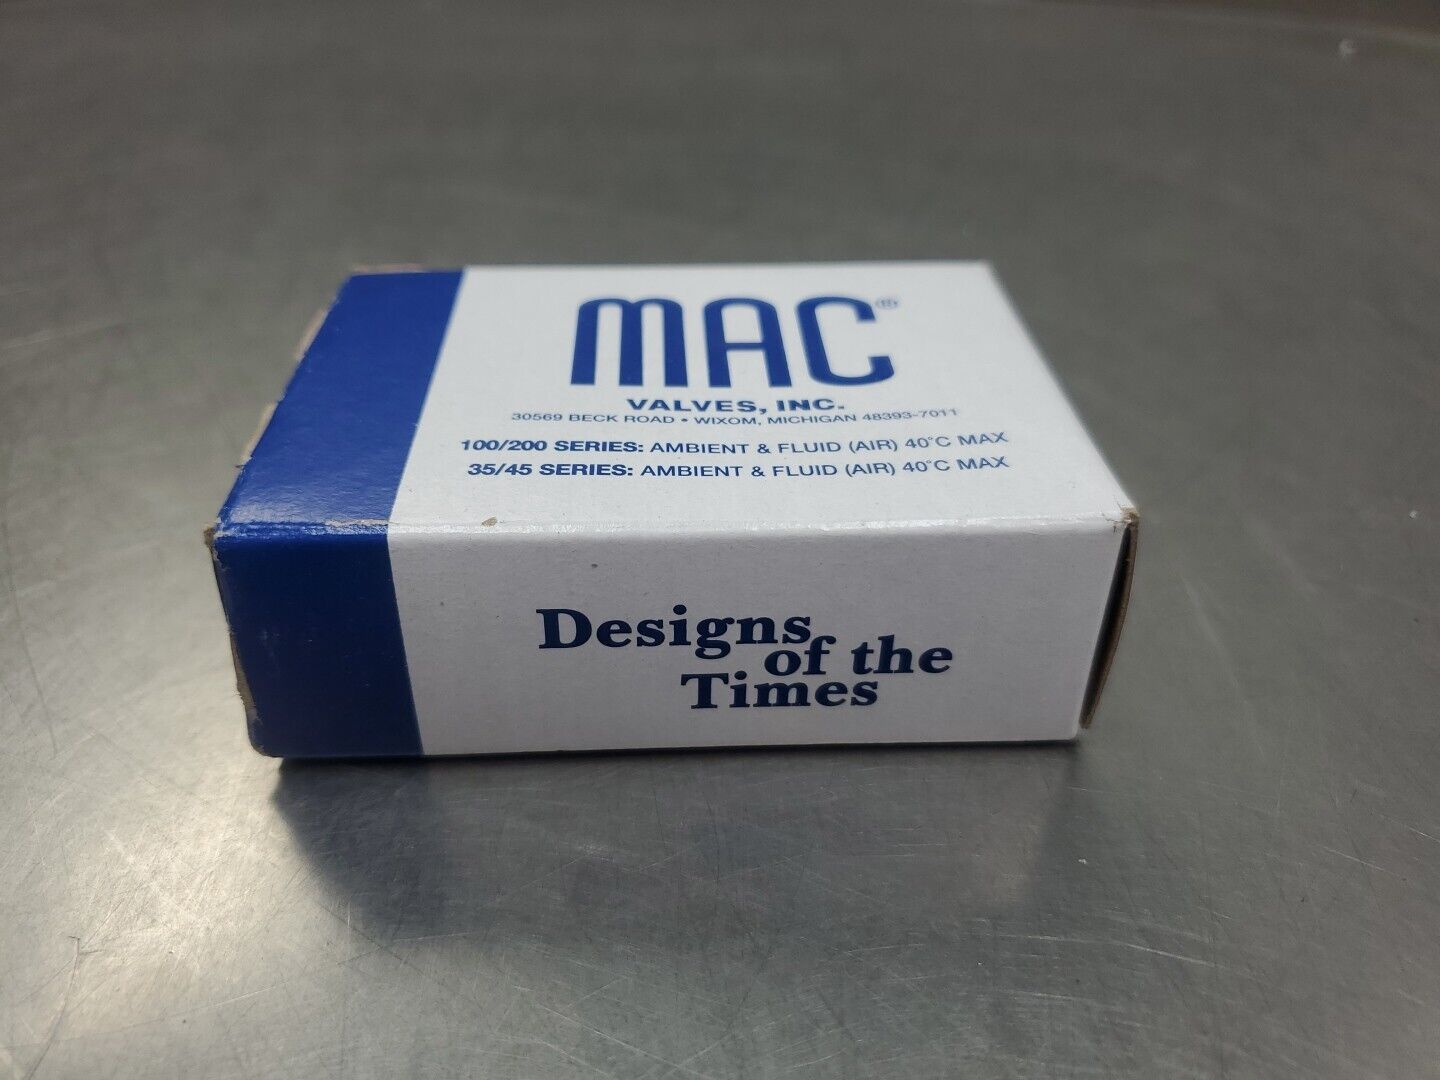 MAC®
VALVES, INC.
30569 BECK ROAD • WIXOM, MICHIGAN 48393-7011
100/200 SERIES: AMBIENT & FLUID (AIR) 40°C MAX
35/45 SERIES: AMBIENT & FLUID (AIR) 40°C MAX
Designs
of the
Times